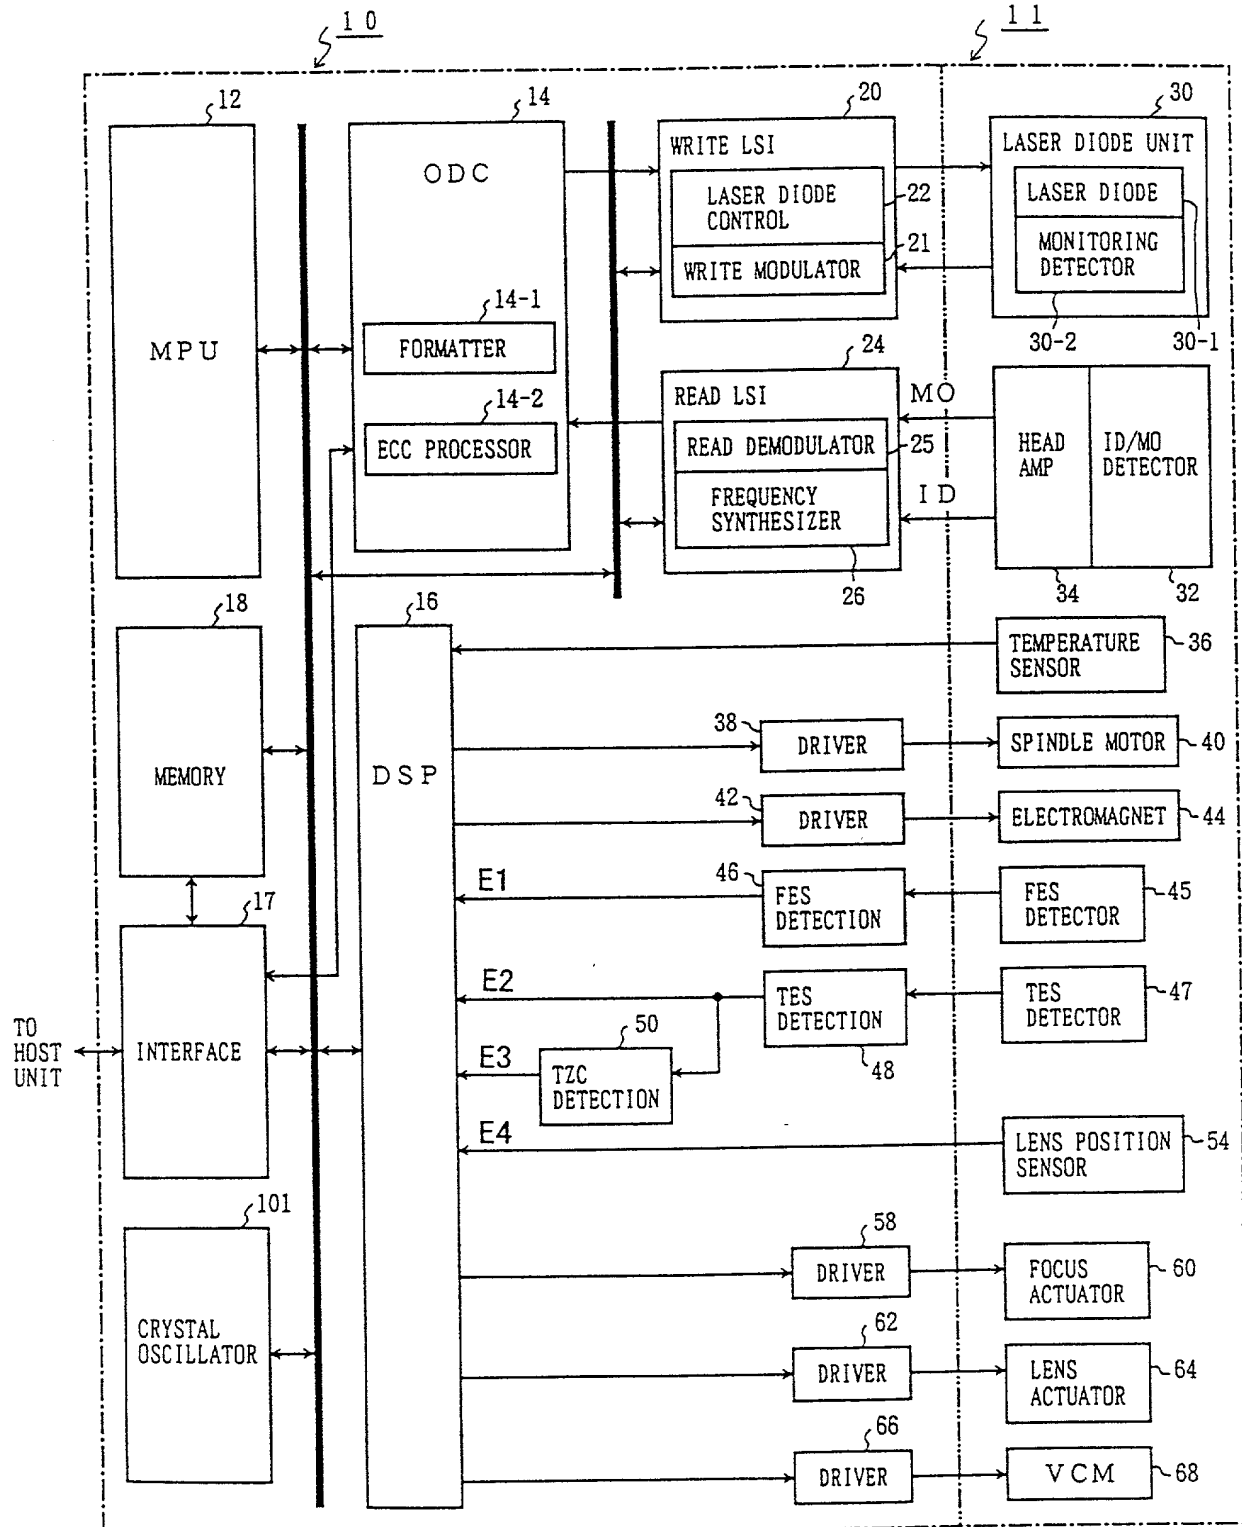 10
11
12
14
20
30
MPU
ODC
WRITE LSI
LASER DIODE
CONTROL
22
WRITE MODULATOR
21
LASER DIODE UNIT
LASER DIODE
MONITORING
DETECTOR
30-2
30-1
14-1
FORMATTER
14-2
ECC PROCESSOR
24
READ LSI
READ DEMODULATOR
25
FREQUENCY
SYNTHESIZER
26
MO
ID
HEAD
AMP
ID/MO
DETECTOR
34
32
18
MEMORY
16
DSP
TEMPERATURE
SENSOR
36
38
DRIVER
SPINDLE MOTOR
40
42
DRIVER
ELECTROMAGNET
44
E1
46
FES
DETECTION
FES
DETECTOR
45
17
INTERFACE
TO
HOST
UNIT
E2
TES
DETECTION
48
TES
DETECTOR
47
E3
50
TZC
DETECTION
E4
LENS POSITION
SENSOR
54
101
CRYSTAL
OSCILLATOR
58
DRIVER
FOCUS
ACTUATOR
60
62
DRIVER
LENS
ACTUATOR
64
66
DRIVER
VCM
68